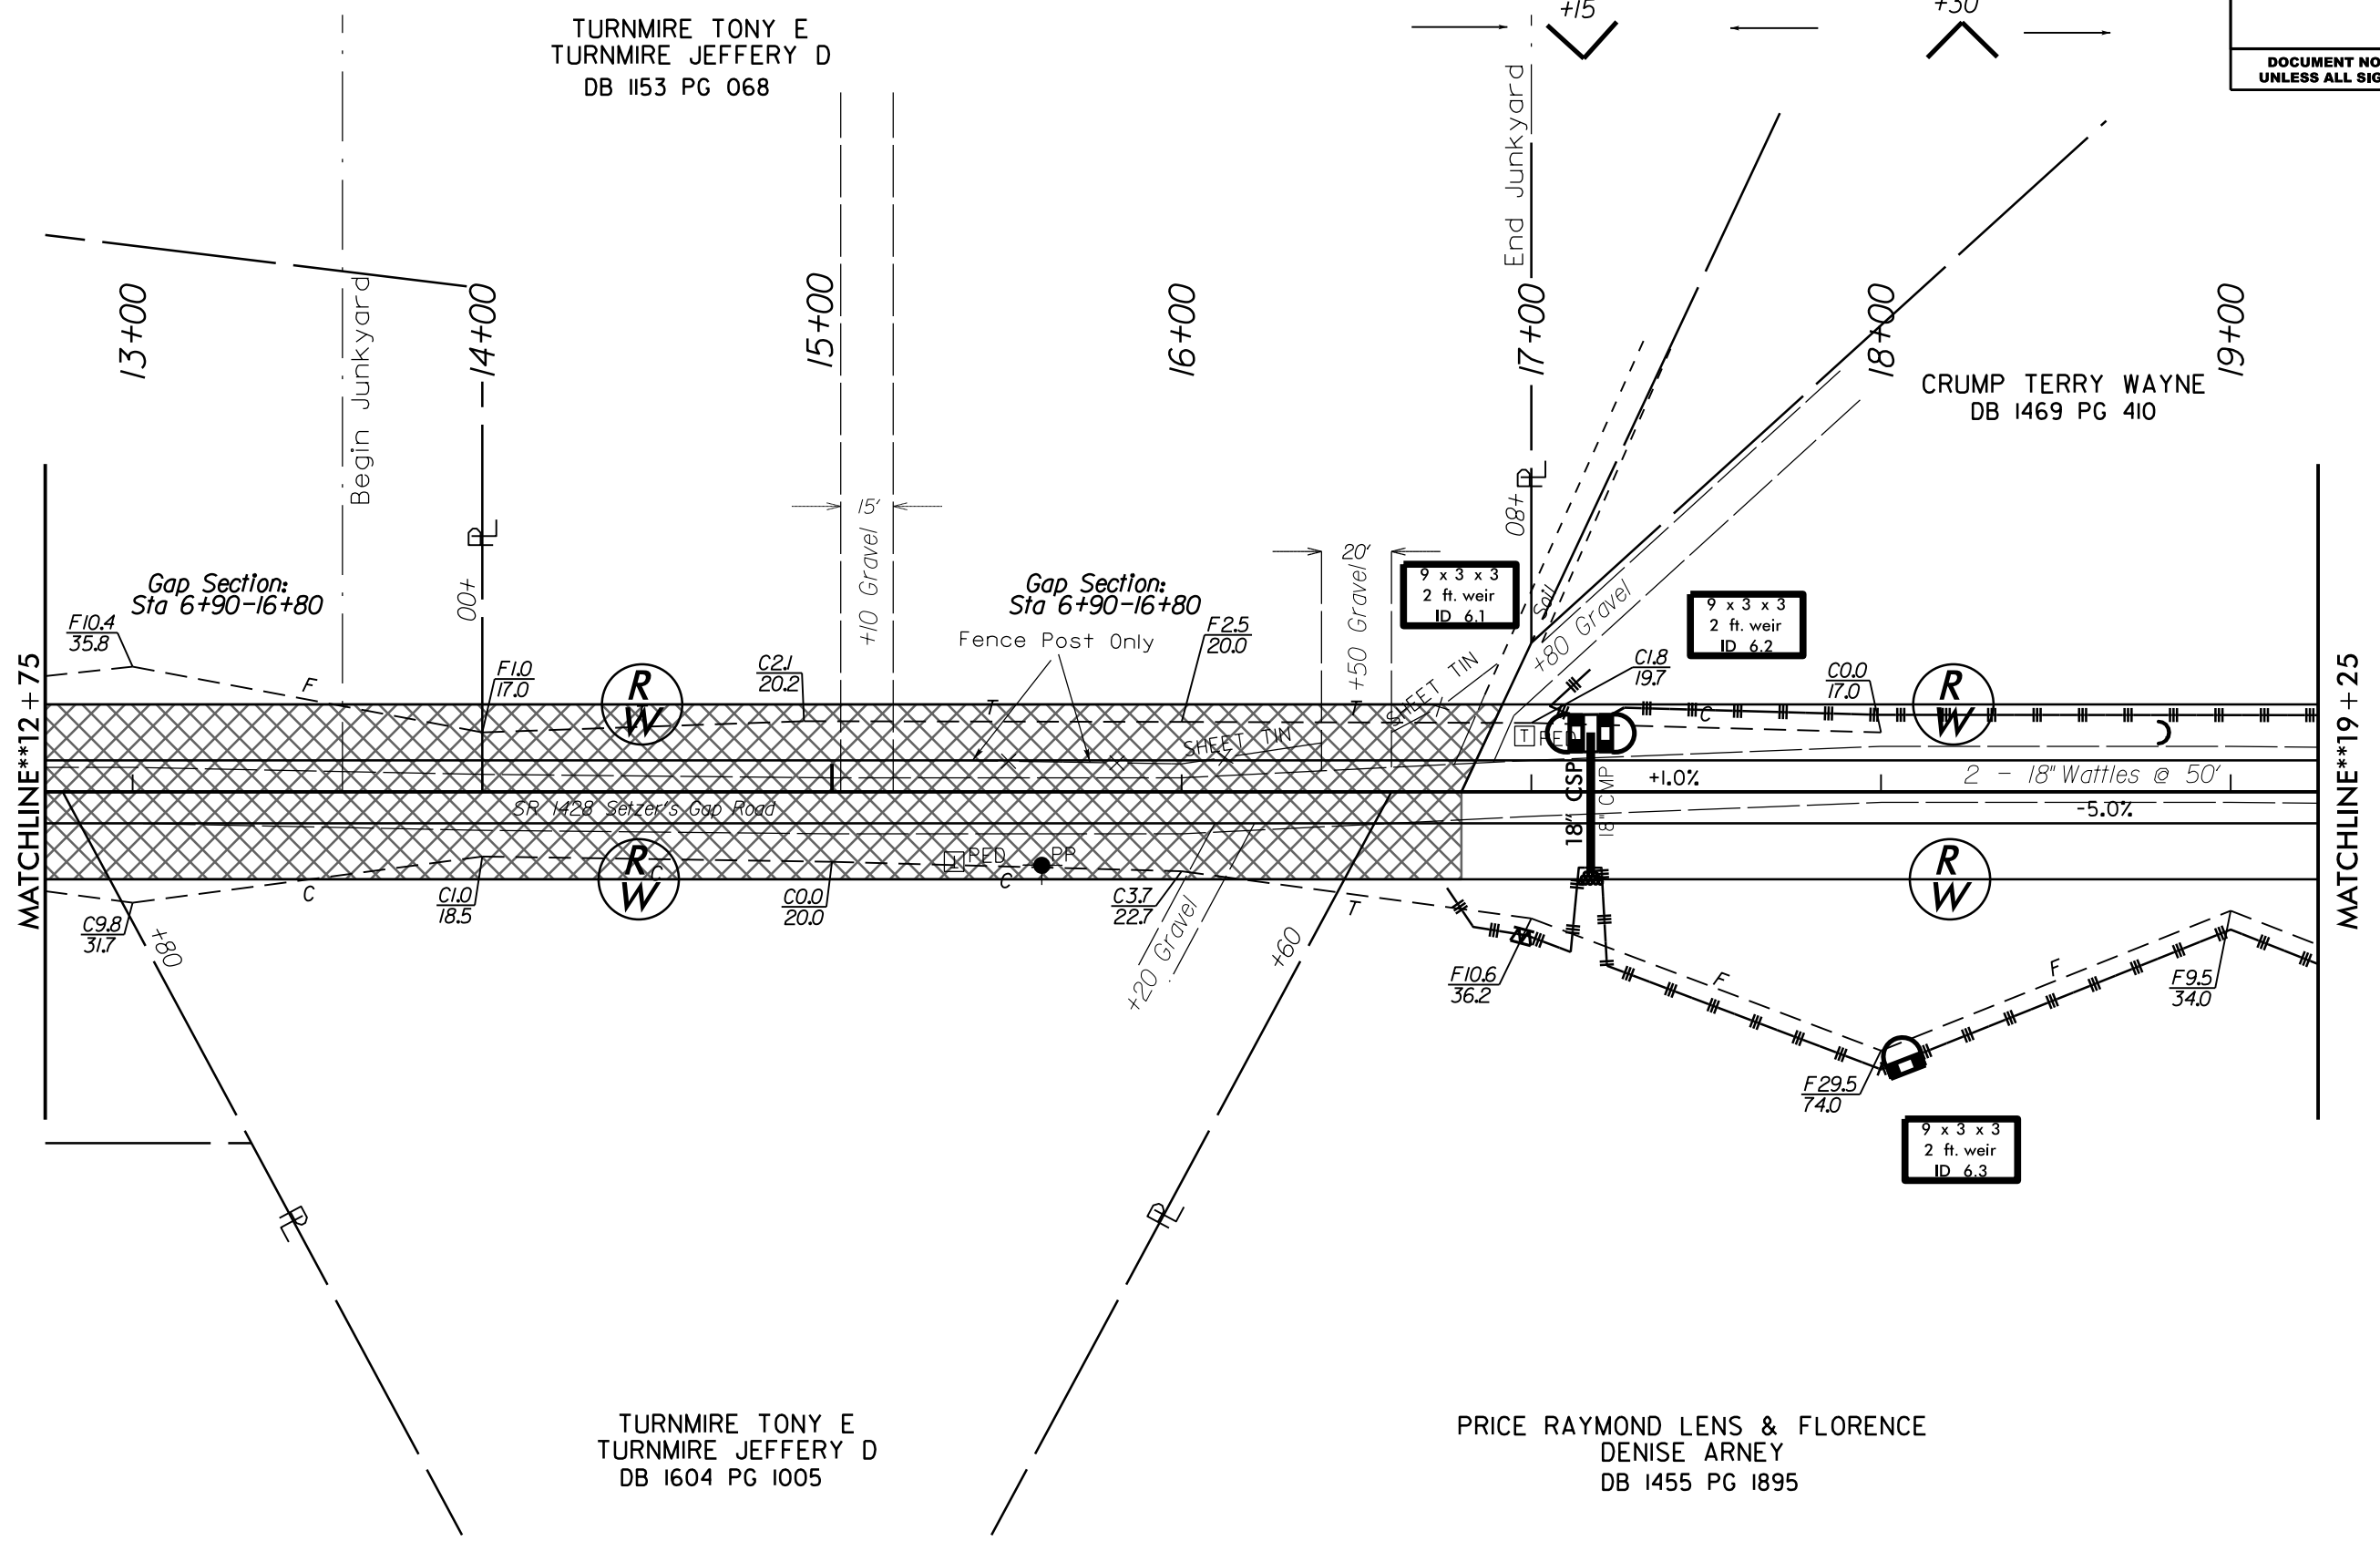 TURNMIRE TONY E
TURNMIRE JEFFERY D
DB 1153 PG 068
+15
+30
DOCUMENT NO
UNLESS ALL SIG
13+00
Begin Junkyard
14+00
15+00
16+00
End Junkyard
17+00
18+00
19+00
CRUMP TERRY WAYNE
DB 1469 PG 410
MATCHLINE**12+75
Gap Section:
Sta 6+90-16+80
F10.4
35.8
F
+00
PL
F1.0
17.0
R
W
C2.1
20.2
15'
+10 Gravel
Gap Section:
Sta 6+90-16+80
Fence Post Only
F2.5
20.0
20'
+50 Gravel
T
T
SHEET TIN
SHEET TIN
+80
PL
9 x 3 x 3
2 ft. weir
ID 6.1
Soil
+80 Gravel
9 x 3 x 3
2 ft. weir
ID 6.2
C1.8
19.7
C0.0
17.0
C
R
W
T PED
18" CSP
18" CMP
+1.0%
2 - 18" Wattles @ 50'
-5.0%
MATCHLINE**19+25
SR 1428 Setzer's Gap Road
C9.8
31.7
C
+80
C1.0
18.5
R
C
W
C0.0
20.0
T PED
PP
C
C3.7
22.7
+20 Gravel
+60
T
F10.6
36.2
F
R
W
F
F9.5
34.0
F29.5
74.0
9 x 3 x 3
2 ft. weir
ID 6.3
PL
PL
TURNMIRE TONY E
TURNMIRE JEFFERY D
DB 1604 PG 1005
PRICE RAYMOND LENS & FLORENCE
DENISE ARNEY
DB 1455 PG 1895